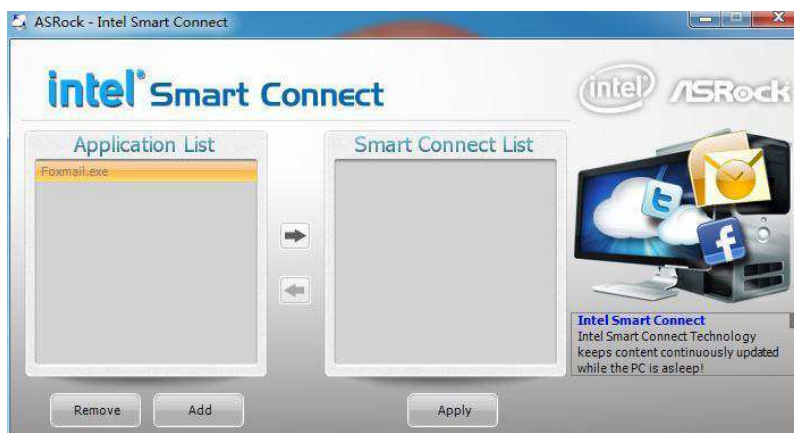 ASRock - Intel Smart Connect
intel Smart Connect
intel ASRock
Application List
Foxmail.exe
Smart Connect List
Intel Smart Connect
Intel Smart Connect Technology
keeps content continuously updated
while the PC is asleep!
Remove Add Apply